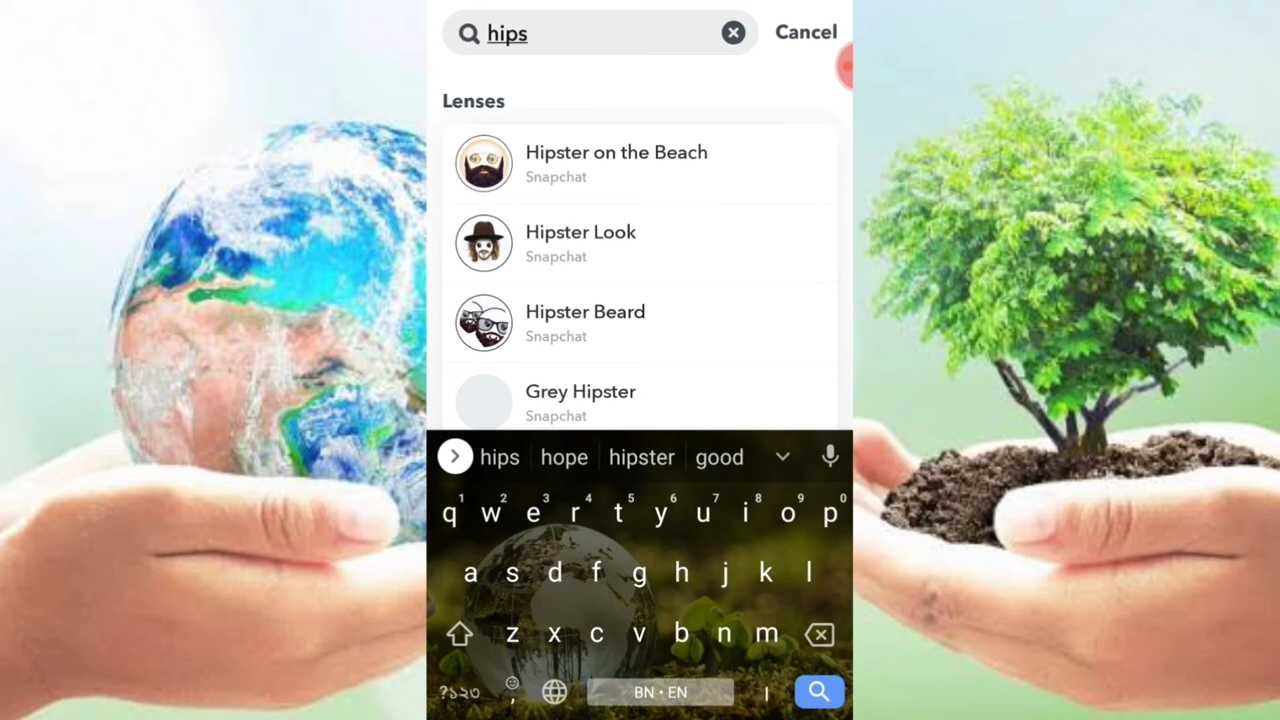 hips
Cancel
Lenses
Hipster on the Beach
Snapchat
Hipster Look
Snapchat
Hipster Beard
Snapchat
Grey Hipster
Snapchat
hips hope hipster good
1 2 3 4 5 6 7 8 9 0
q w e r t y u i o p
a s d f g h j k l
z x c v b n m
?১২৩ , BN • EN ।